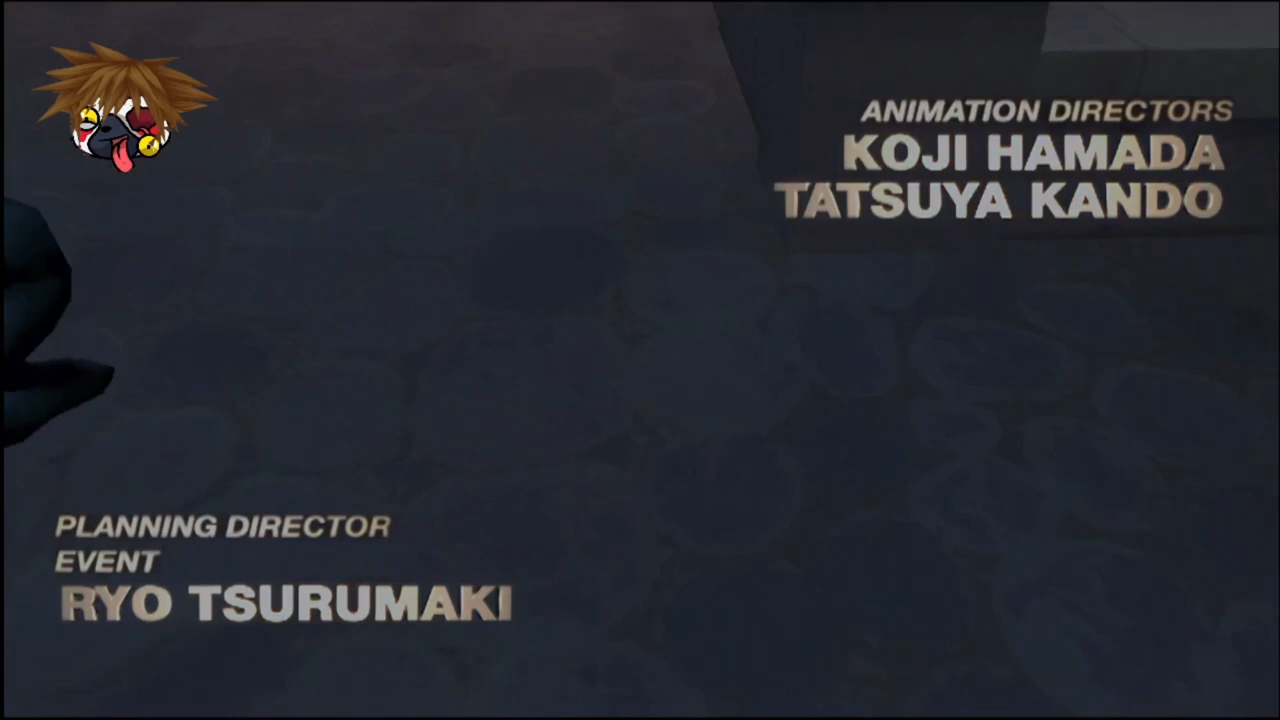 ANIMATION DIRECTORS
KOJI HAMADA
TATSUYA KANDO
PLANNING DIRECTOR
EVENT
RYO TSURUMAKI